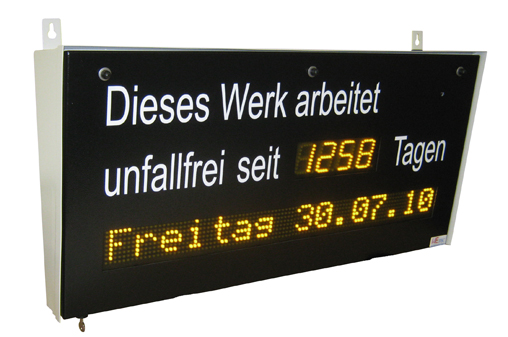 Dieses Werk arbeitet
unfallfrei seit 1258 Tagen
Freitag 30.07.10